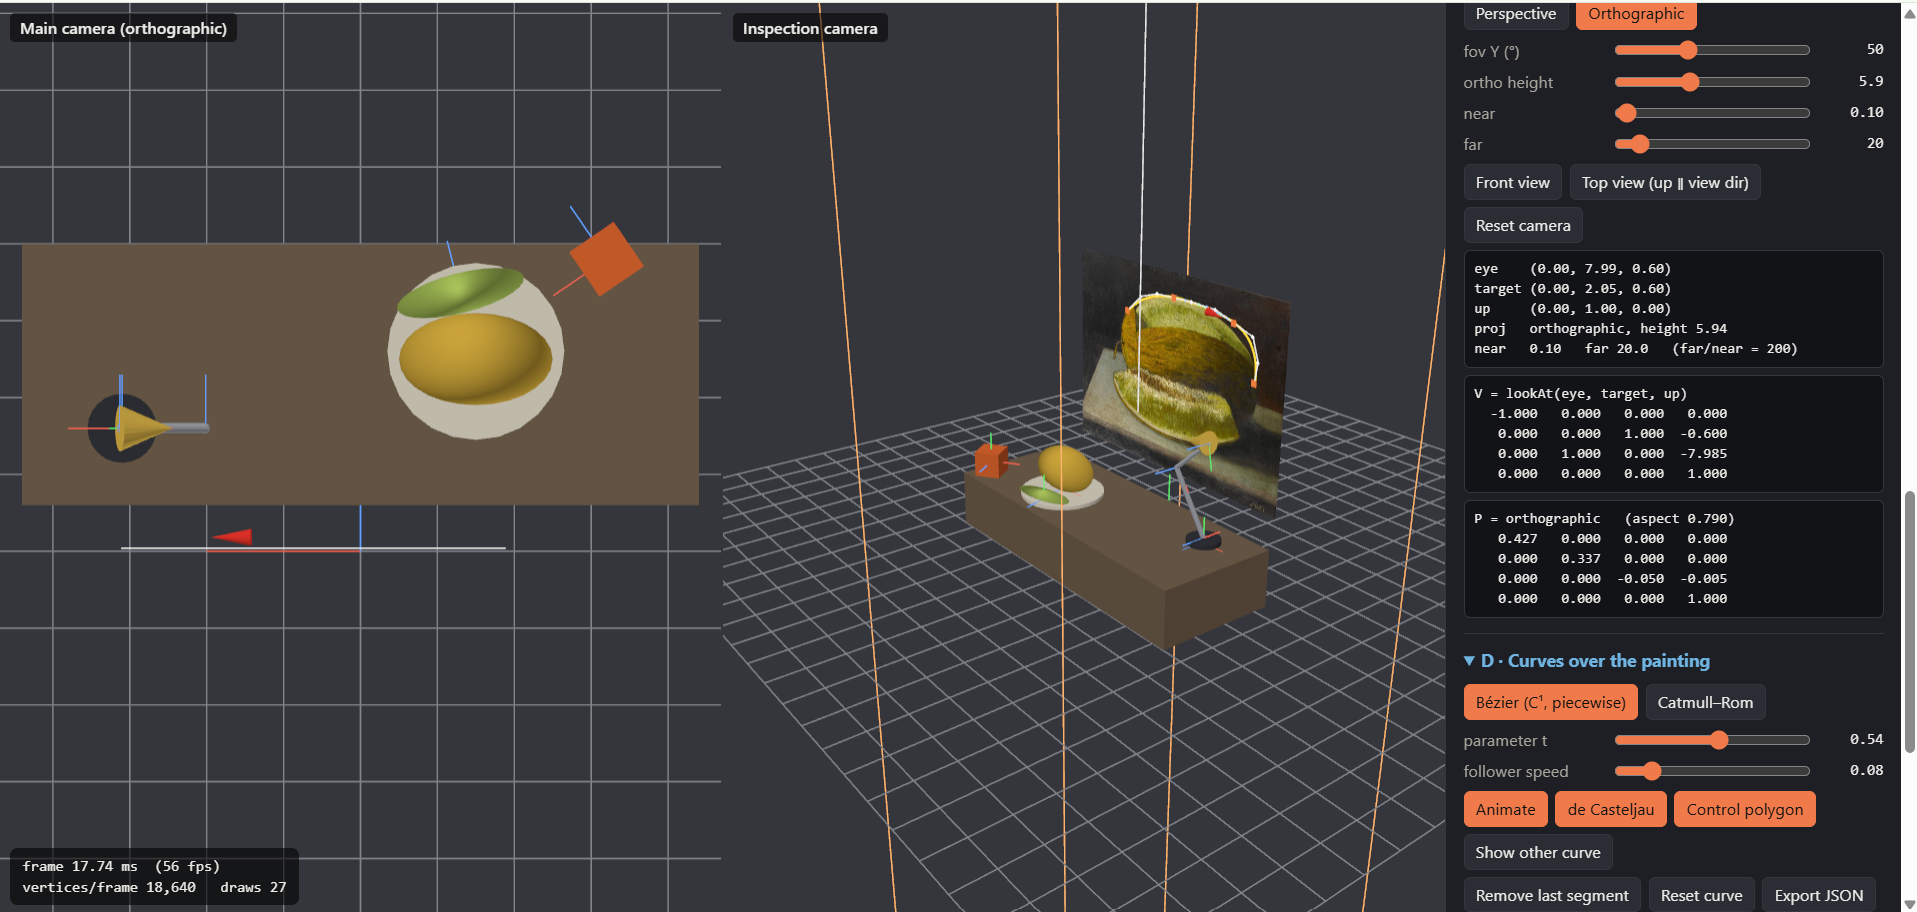 Main camera (orthographic)
Inspection camera
Perspective Orthographic
fov Y (°) 50
ortho height 5.9
near 0.10
far 20
Front view Top view (up ∥ view dir)
Reset camera
eye (0.00, 7.99, 0.60)
target (0.00, 2.05, 0.60)
up (0.00, 1.00, 0.00)
proj orthographic, height 5.94
near 0.10 far 20.0 (far/near = 200)
V = lookAt(eye, target, up)
-1.000 0.000 0.000 0.000
0.000 0.000 1.000 -0.600
0.000 1.000 0.000 -7.985
0.000 0.000 0.000 1.000
P = orthographic (aspect 0.790)
0.427 0.000 0.000 0.000
0.000 0.337 0.000 0.000
0.000 0.000 -0.050 -0.005
0.000 0.000 0.000 1.000
▼ D · Curves over the painting
Bézier (C¹, piecewise) Catmull–Rom
parameter t 0.54
follower speed 0.08
Animate de Casteljau Control polygon
Show other curve
Remove last segment Reset curve Export JSON
frame 17.74 ms (56 fps)
vertices/frame 18,640 draws 27